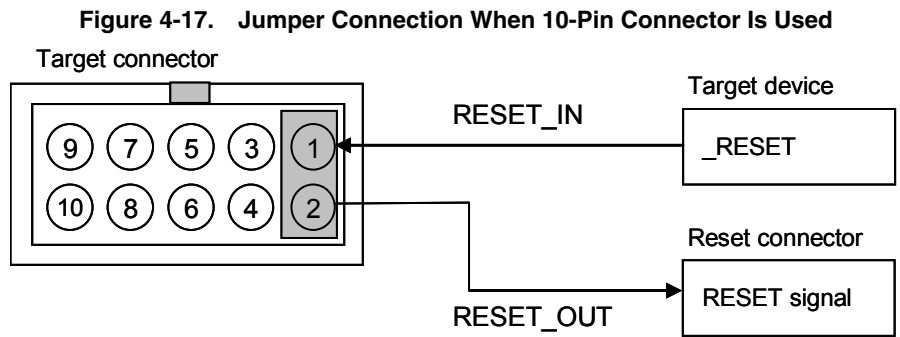 Figure 4-17. Jumper Connection When 10-Pin Connector Is Used
Target connector
Target device
RESET_IN
9 7 5 3 1
_RESET
10 8 6 4 2
Reset connector
RESET signal
RESET_OUT